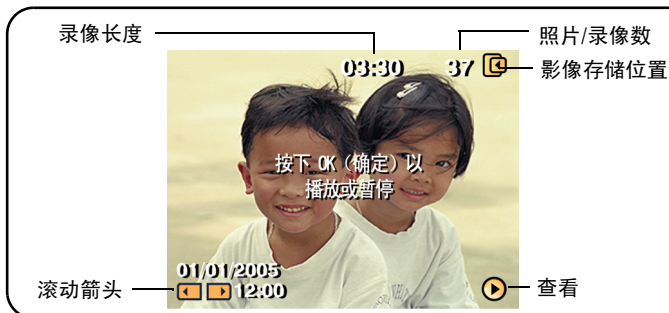 录像长度
照片/录像数
03:30
37
影像存储位置
按下 OK（确定）以
播放或暂停
01/01/2005
12:00
滚动箭头
查看